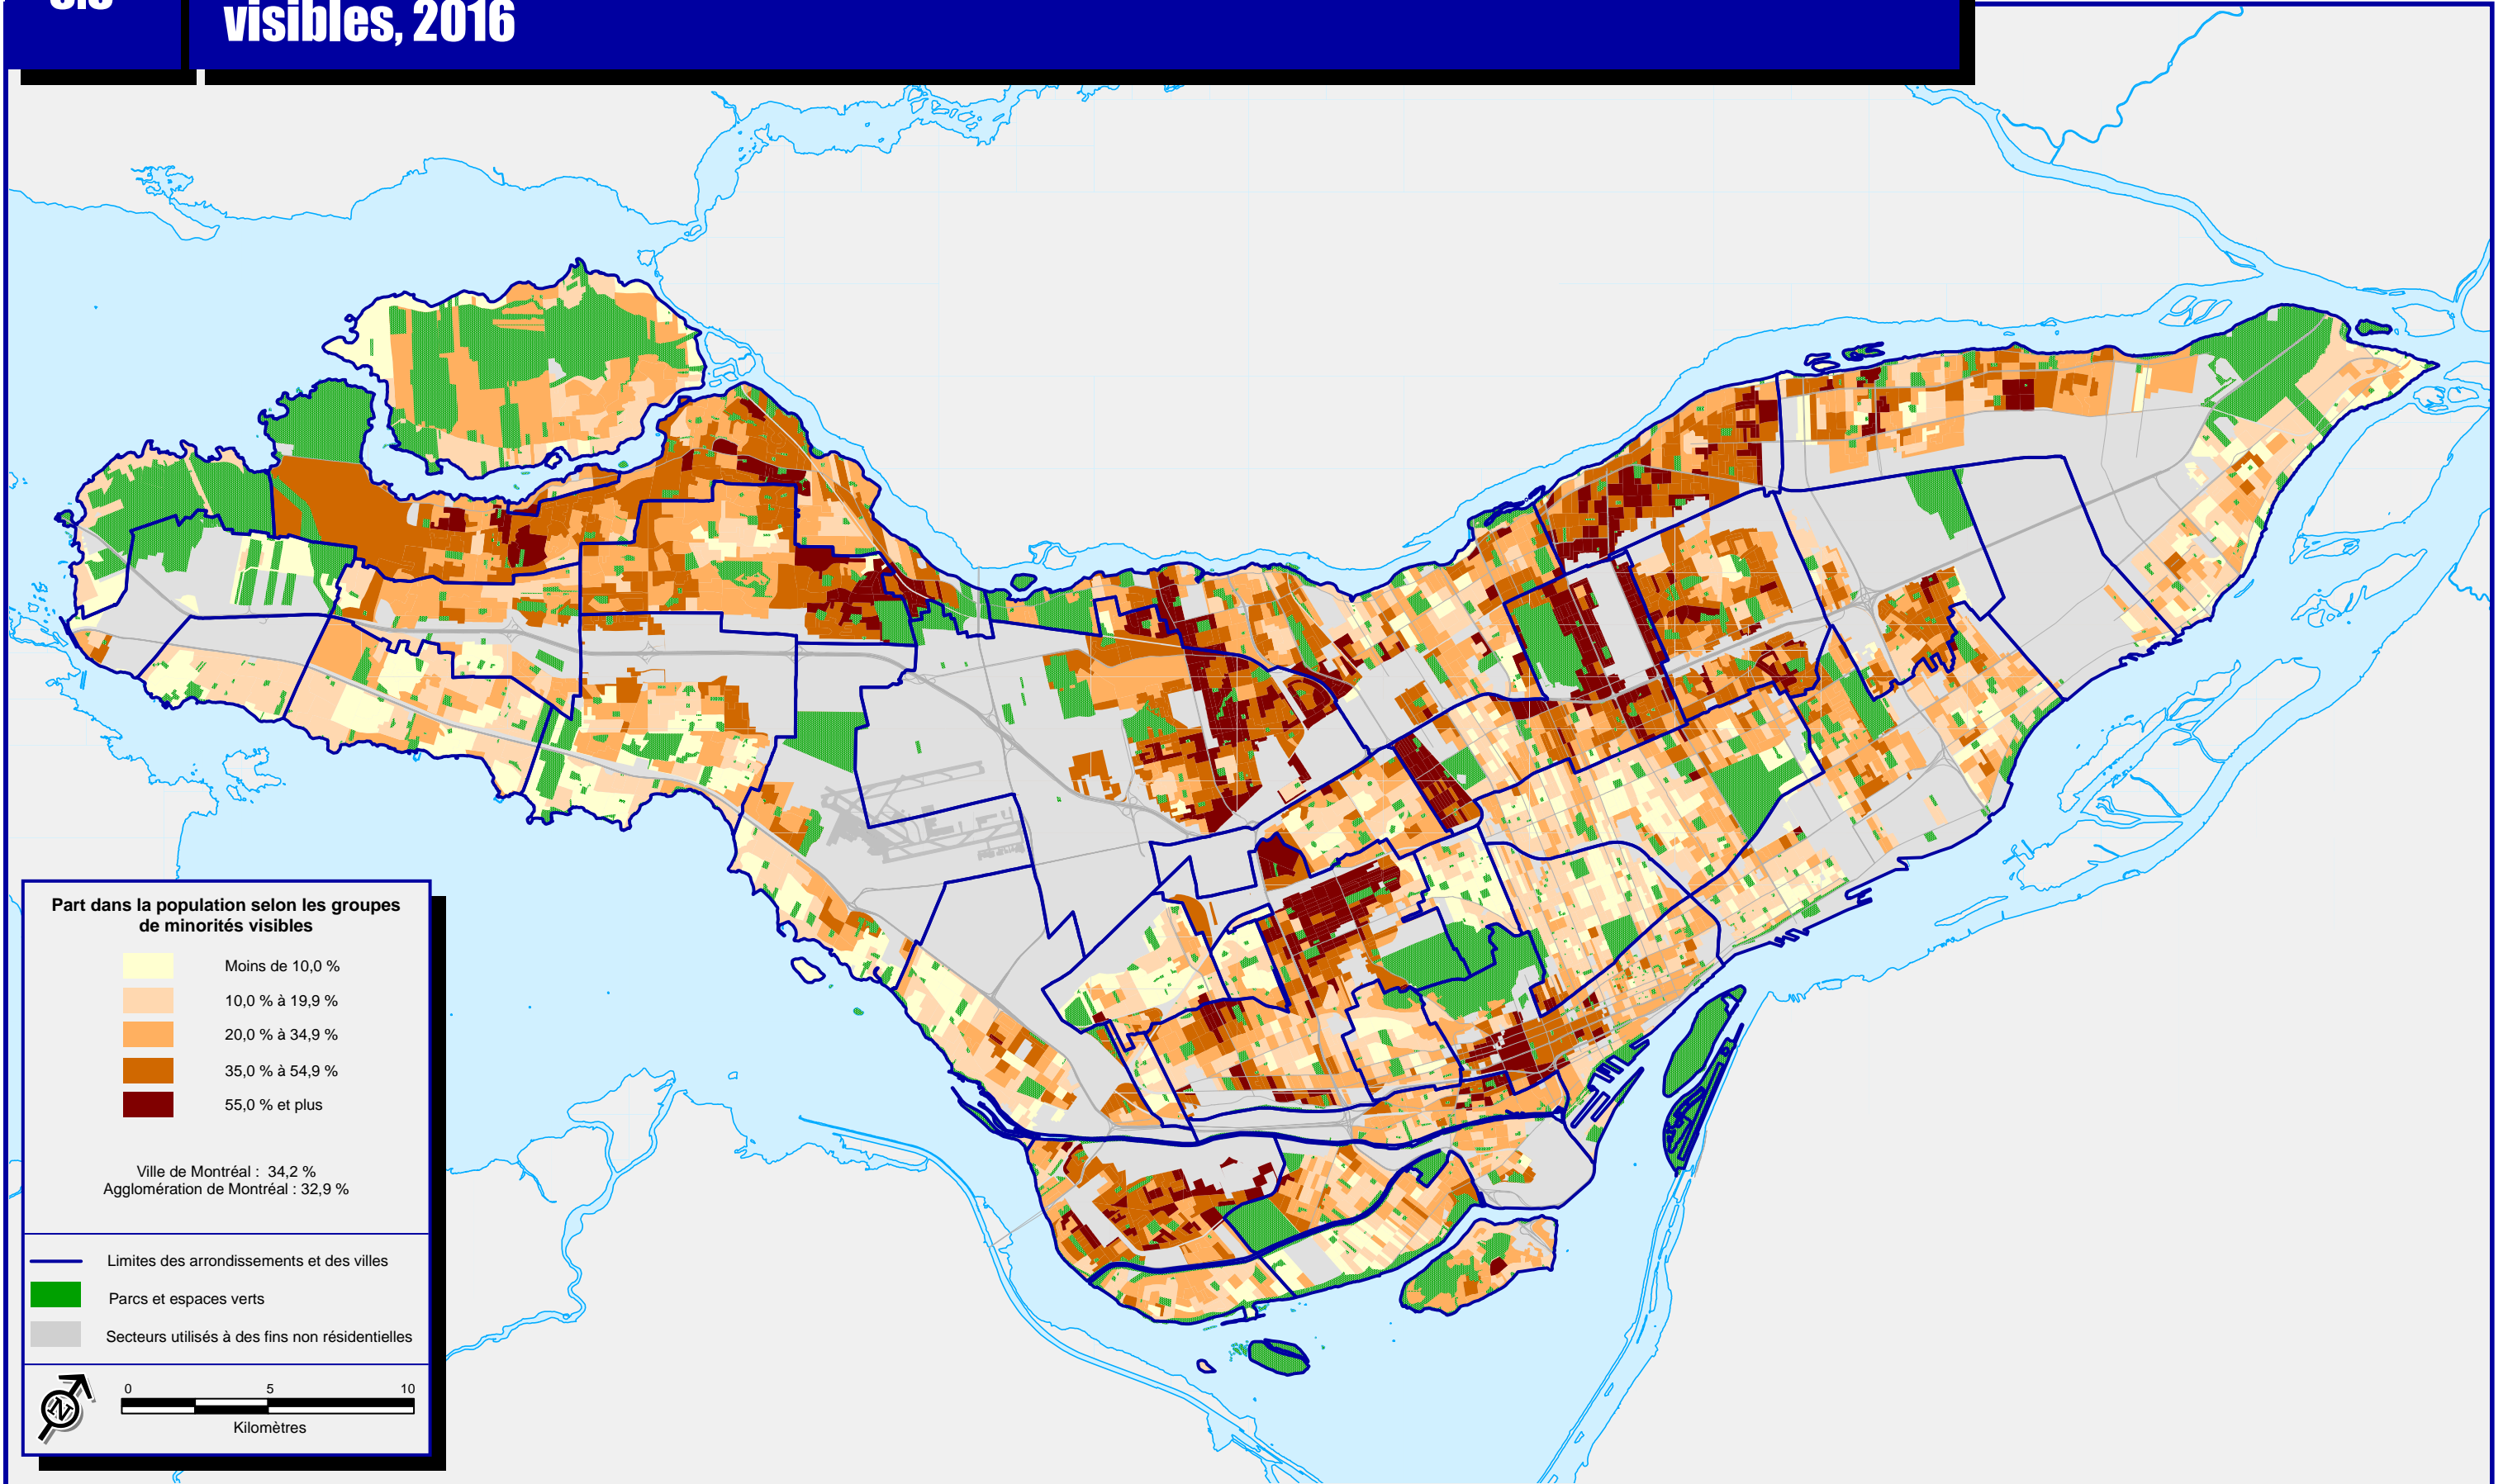 visibles, 2016
Part dans la population selon les groupes
de minorités visibles
Moins de 10,0 %
10,0 % à 19,9 %
20,0 % à 34,9 %
35,0 % à 54,9 %
55,0 % et plus
Ville de Montréal : 34,2 %
Agglomération de Montréal : 32,9 %
Limites des arrondissements et des villes
Parcs et espaces verts
Secteurs utilisés à des fins non résidentielles
N
0 5 10
Kilomètres